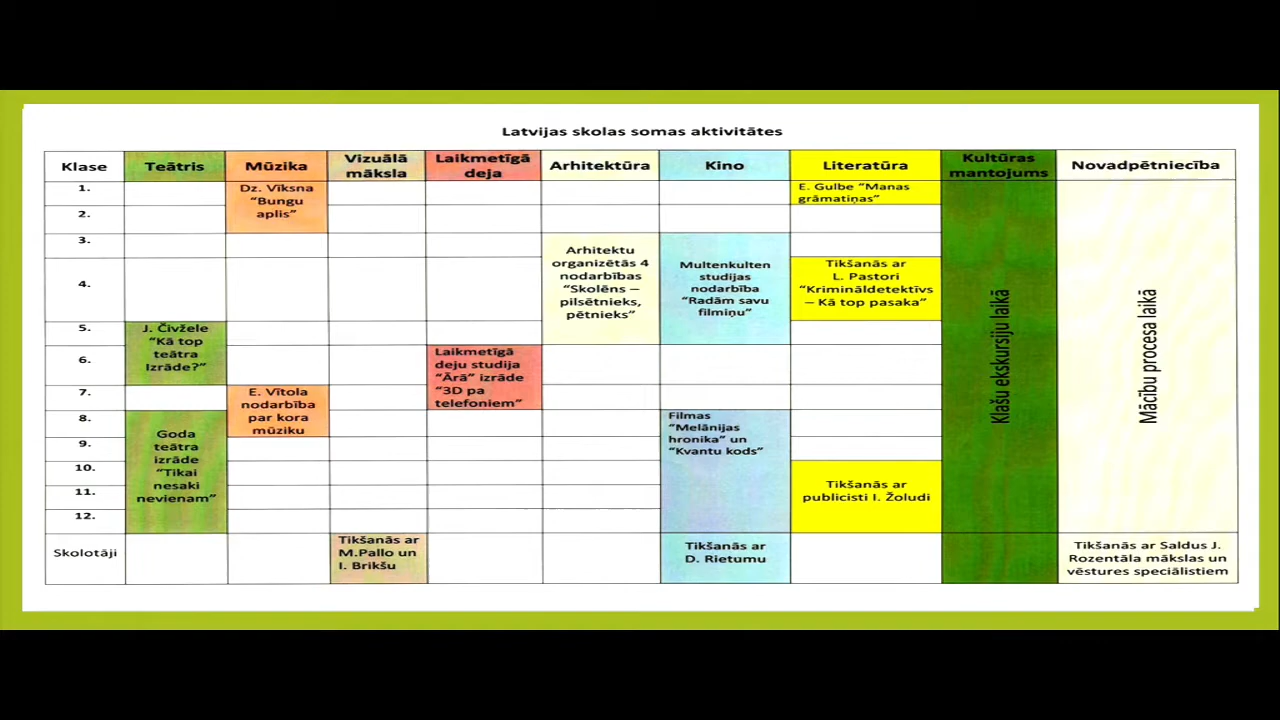 Latvijas skolas somas aktivitātes
Klase
Teātris
Mūzika
Vizuālā
māksla
Laikmetīgā
deja
Arhitektūra
Kino
Literatūra
Kultūras
mantojums
Novadpētniecība
1.
Dz. Vīksna
“Bungu
aplis”
E. Gulbe “Manas
grāmatiņas”
2.
3.
Arhitektu
organizētās 4
nodarbības
“Skolēns –
pilsētnieks,
pētnieks”
Multenkulten
studijas
nodarbība
“Radām savu
filmiņu”
4.
Tikšanās ar
L. Pastori
“Krimināldetektīvs
– Kā top pasaka”
5.
J. Čivžele
“Kā top
teātra
Izrāde?”
6.
Laikmetīgā
deju studija
“Ārā” izrāde
“3D pa
telefoniem”
7.
E. Vītola
nodarbība
par kora
mūziku
8.
Goda
teātra
izrāde
“Tikai
nesaki
nevienam”
Filmas
“Melānijas
hronika” un
“Kvantu kods”
9.
10.
Tikšanās ar
publicisti I. Žoludi
11.
12.
Klašu ekskursiju laikā
Mācību procesa laikā
Skolotāji
Tikšanās ar
M.Pallo un
I. Brikšu
Tikšanās ar
D. Rietumu
Tikšanās ar Saldus J.
Rozentāla mākslas un
vēstures speciālistiem